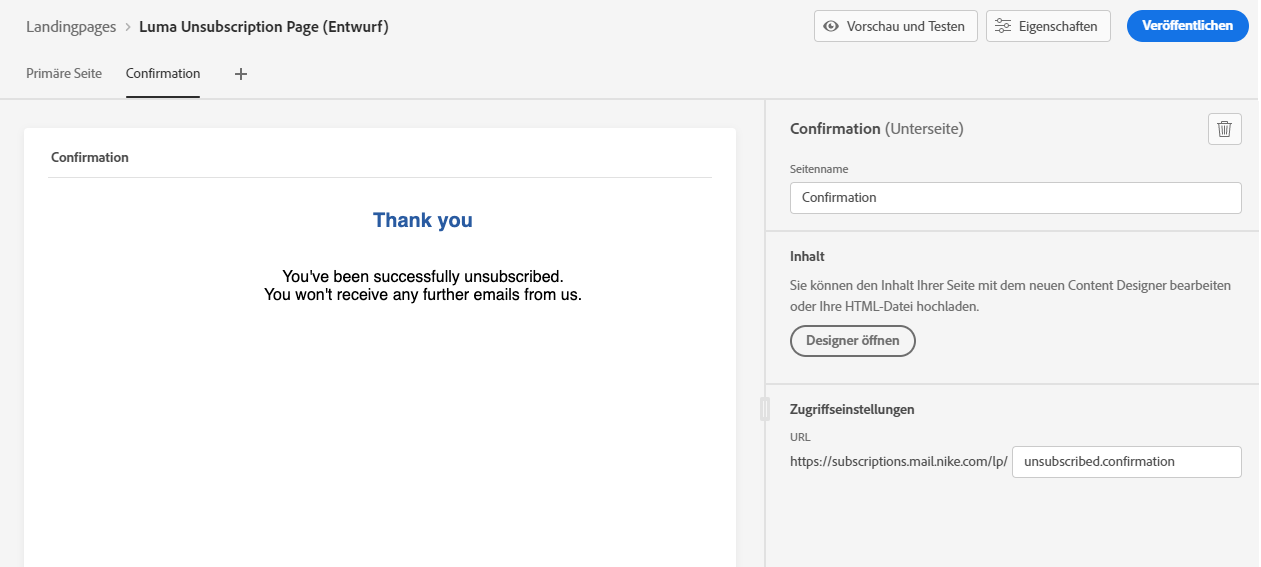 Landingpages > Luma Unsubscription Page (Entwurf)
Vorschau und Testen
Eigenschaften
Veröffentlichen
Primäre Seite
Confirmation
+
Confirmation
Thank you
You've been successfully unsubscribed.
You won't receive any further emails from us.
Confirmation (Unterseite)
Seitenname
Confirmation
Inhalt
Sie können den Inhalt Ihrer Seite mit dem neuen Content Designer bearbeiten
oder Ihre HTML-Datei hochladen.
Designer öffnen
Zugriffseinstellungen
URL
https://subscriptions.mail.nike.com/lp/ unsubscribed.confirmation